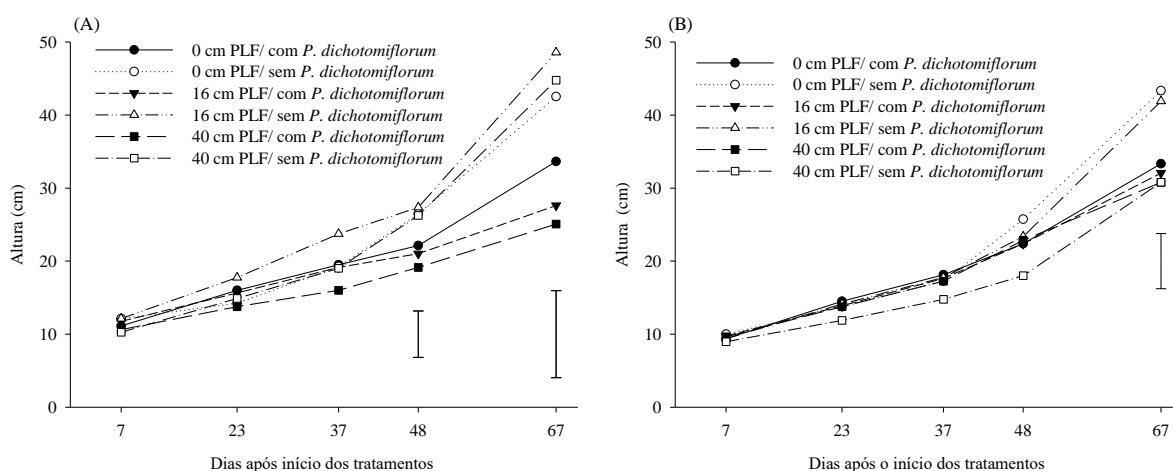 (A)
50
40
30
20
10
0
Altura (cm)
0 cm PLF/ com P. dichotomiflorum
0 cm PLF/ sem P. dichotomiflorum
16 cm PLF/ com P. dichotomiflorum
16 cm PLF/ sem P. dichotomiflorum
40 cm PLF/ com P. dichotomiflorum
40 cm PLF/ sem P. dichotomiflorum
7 23 37 48 67
Dias após início dos tratamentos
(B)
50
40
30
20
10
0
Altura (cm)
0 cm PLF/ com P. dichotomiflorum
0 cm PLF/ sem P. dichotomiflorum
16 cm PLF/ com P. dichotomiflorum
16 cm PLF/ sem P. dichotomiflorum
40 cm PLF/ com P. dichotomiflorum
40 cm PLF/ sem P. dichotomiflorum
7 23 37 48 67
Dias após o início dos tratamentos